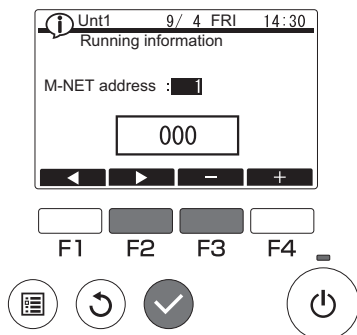 Unt1 9/ 4 FRI 14:30
Running information
M-NET address :1
000
− +
F1 F2 F3 F4